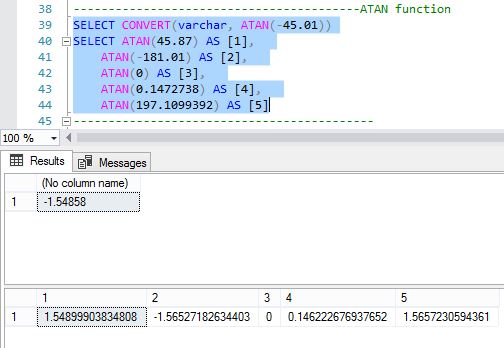 38 ----------------------------------------ATAN function
39 SELECT CONVERT(varchar, ATAN(-45.01))
40 SELECT ATAN(45.87) AS [1],
41 ATAN(-181.01) AS [2],
42 ATAN(0) AS [3],
43 ATAN(0.1472738) AS [4],
44 ATAN(197.1099392) AS [5]
45 ------------------------------------------
100 %
Results Messages
(No column name)
1 -1.54858
1 2 3 4 5
1 1.54899903834808 -1.56527182634403 0 0.146222676937652 1.5657230594361